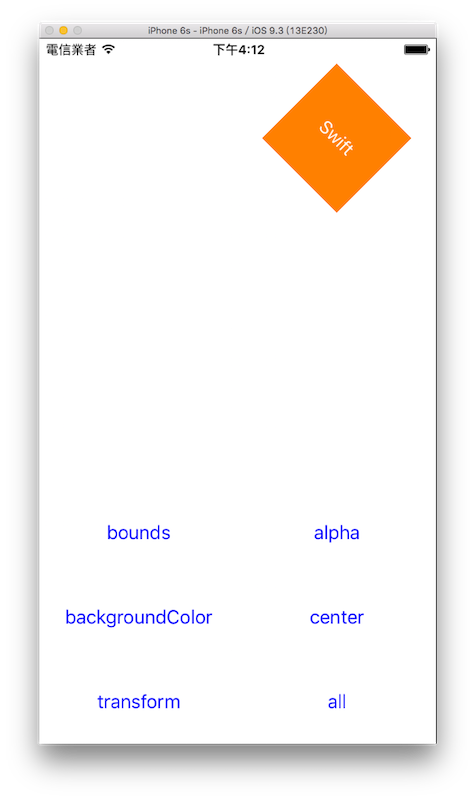 iPhone 6s - iPhone 6s / iOS 9.3 (13E230)
電信業者 下午4:12
Swift
bounds alpha
backgroundColor center
transform all